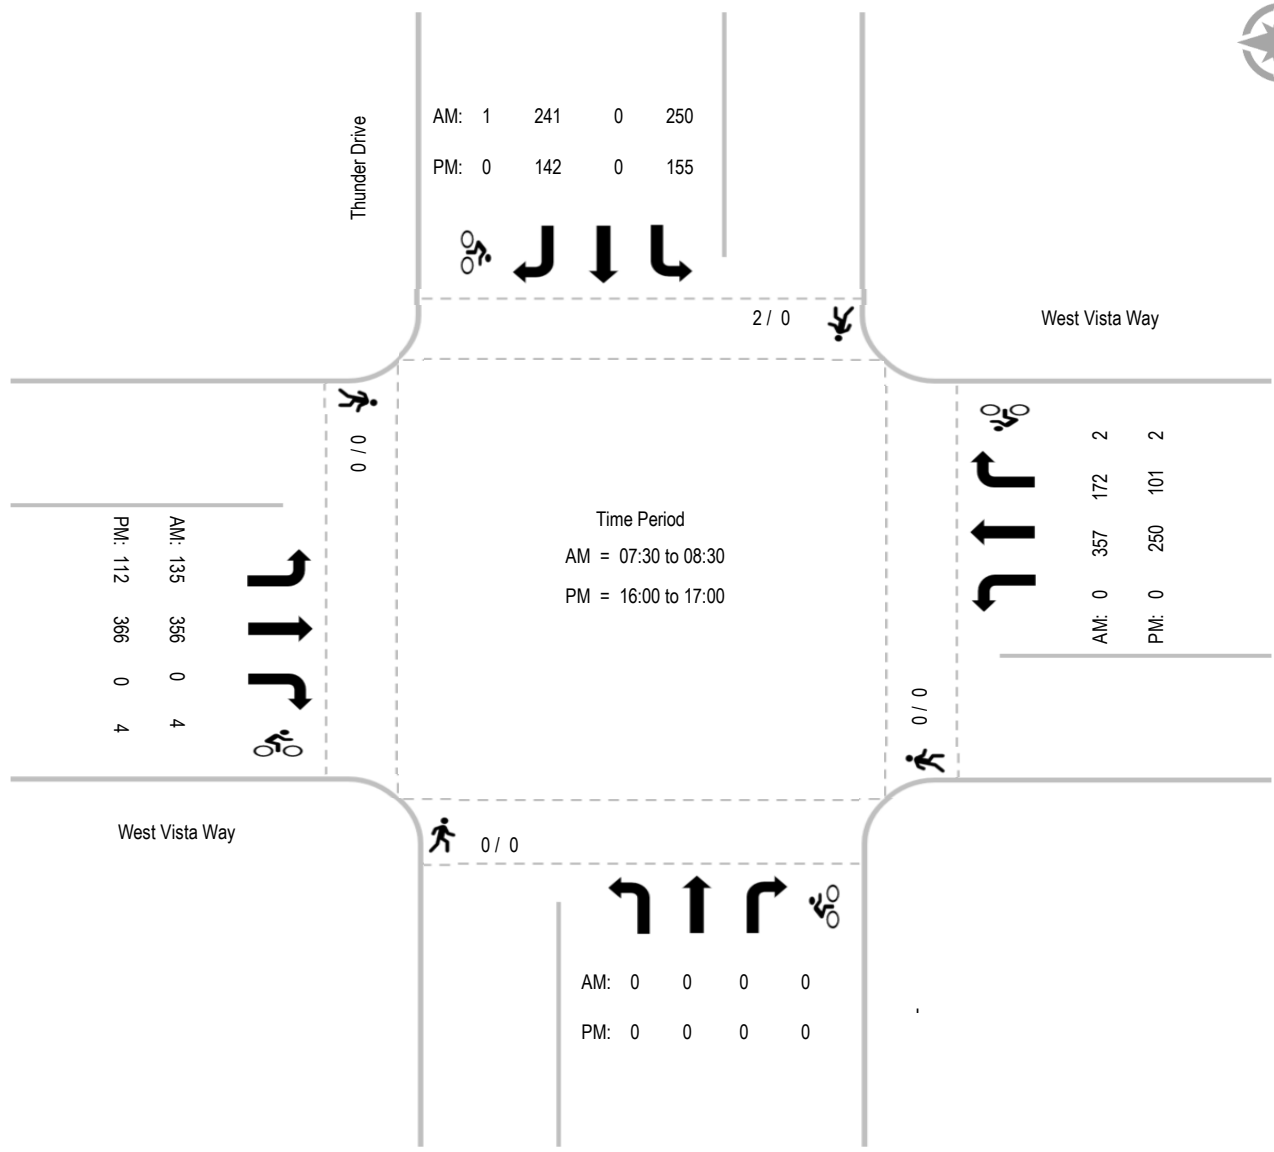 Thunder Drive
AM: 1 241 0 250
PM: 0 142 0 155
2 / 0
West Vista Way
0 / 0
AM: 0 357 172 2
PM: 0 250 101 2
Time Period
AM = 07:30 to 08:30
PM = 16:00 to 17:00
AM: 135 356 0 4
PM: 112 366 0 4
0 / 0
West Vista Way
0 / 0
AM: 0 0 0 0
PM: 0 0 0 0